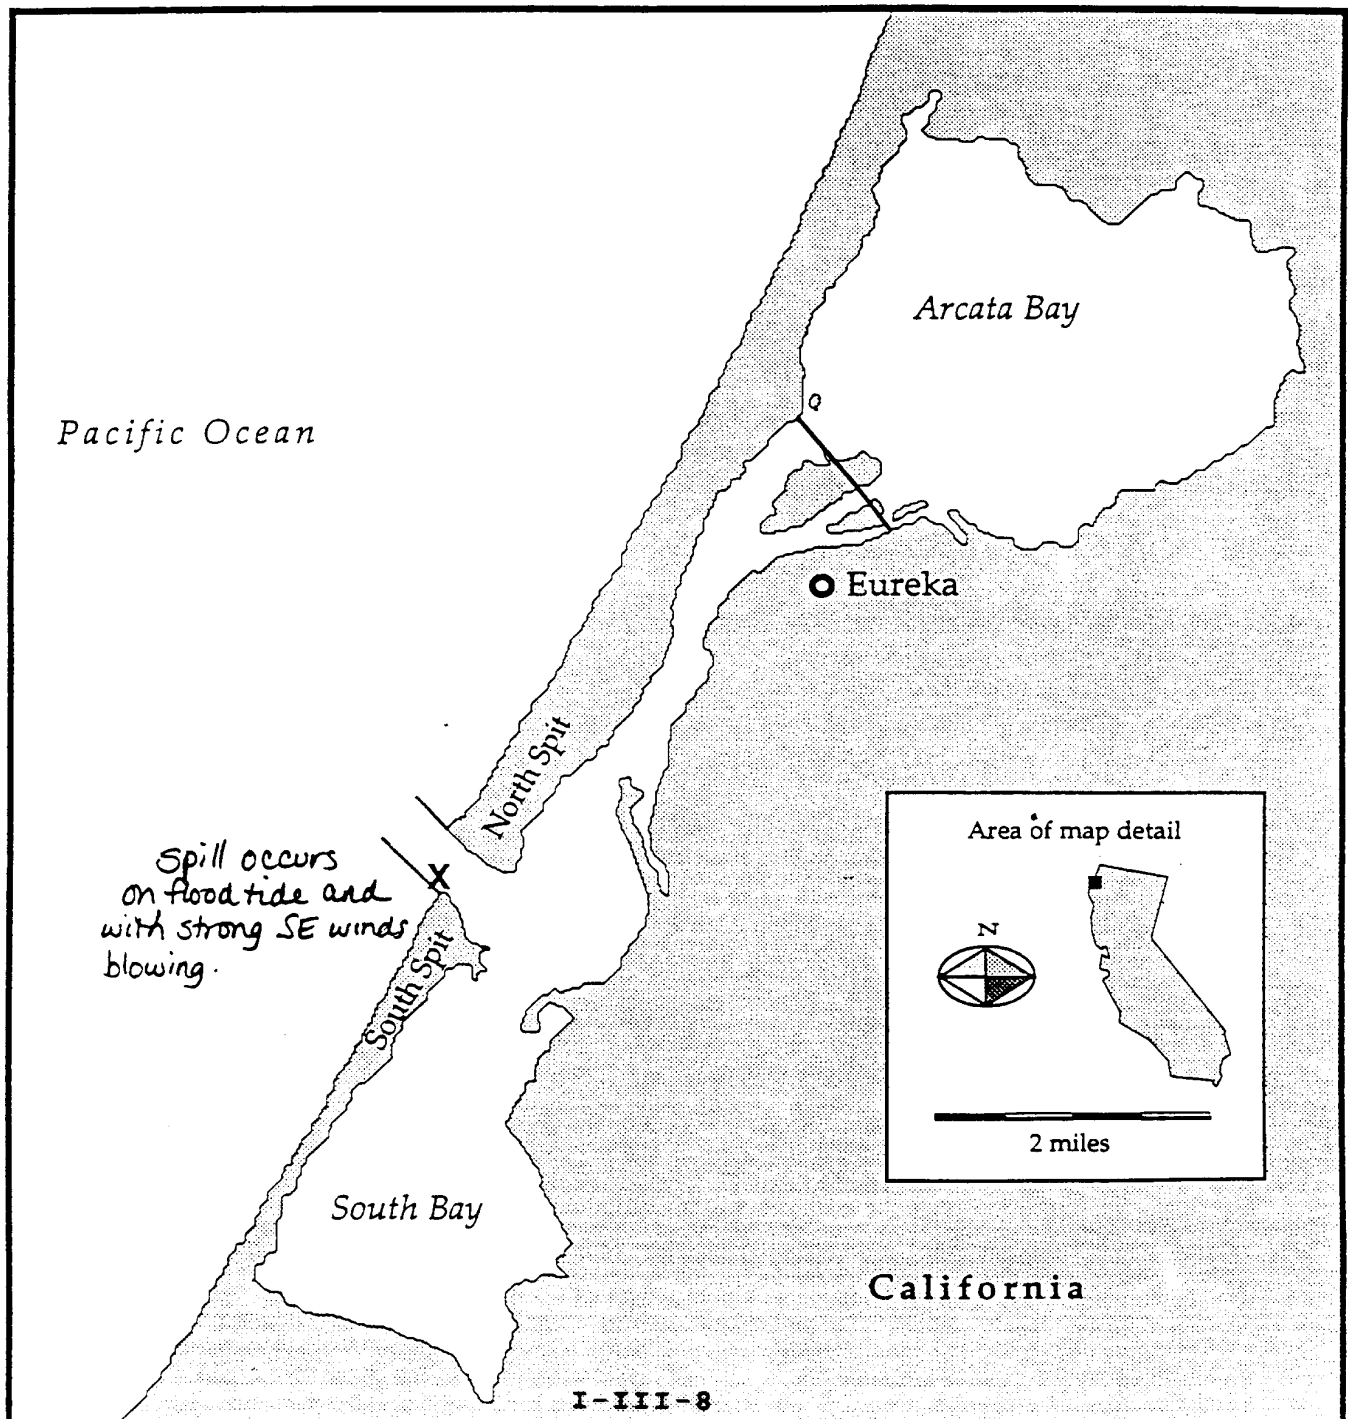 Arcata Bay
Pacific Ocean
Q
Eureka
North Spit
Area of map detail
Spill occurs
on flood tide and
with strong SE winds
blowing.
X
South Spit
N
2 miles
South Bay
California
I-III-8